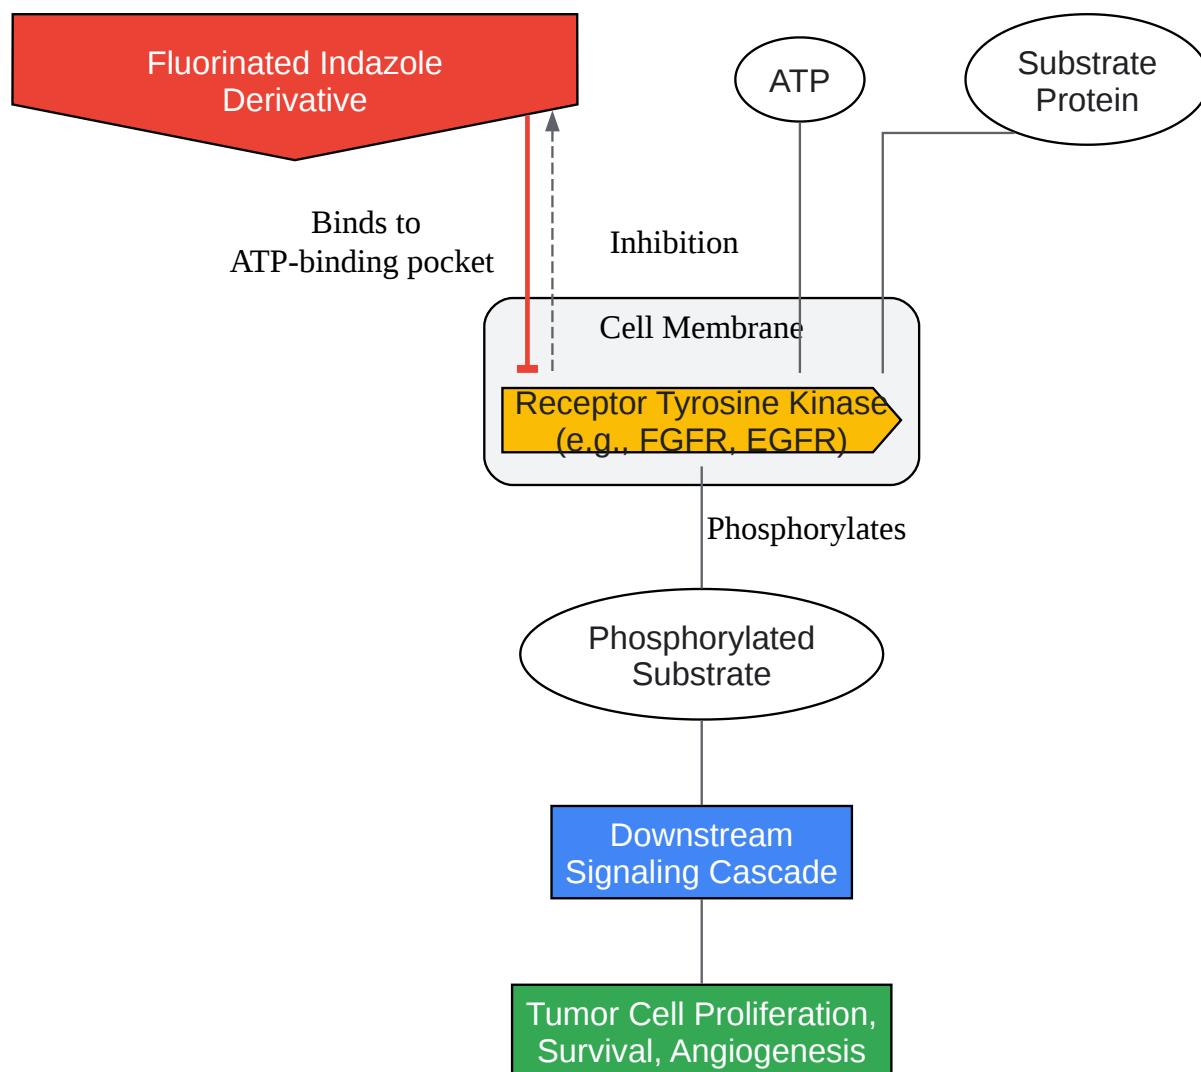 Fluorinated Indazole
Derivative
ATP
Substrate
Protein
Binds to
ATP-binding pocket
Inhibition
Cell Membrane
Receptor Tyrosine Kinase
(e.g., FGFR, EGFR)
Phosphorylates
Phosphorylated
Substrate
Downstream
Signaling Cascade
Tumor Cell Proliferation,
Survival, Angiogenesis